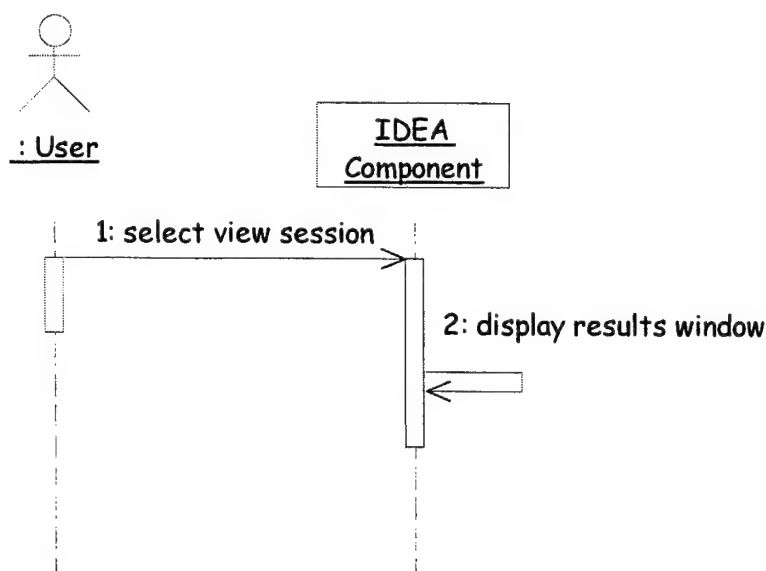 : User
IDEA
Component
1: select view session
2: display results window